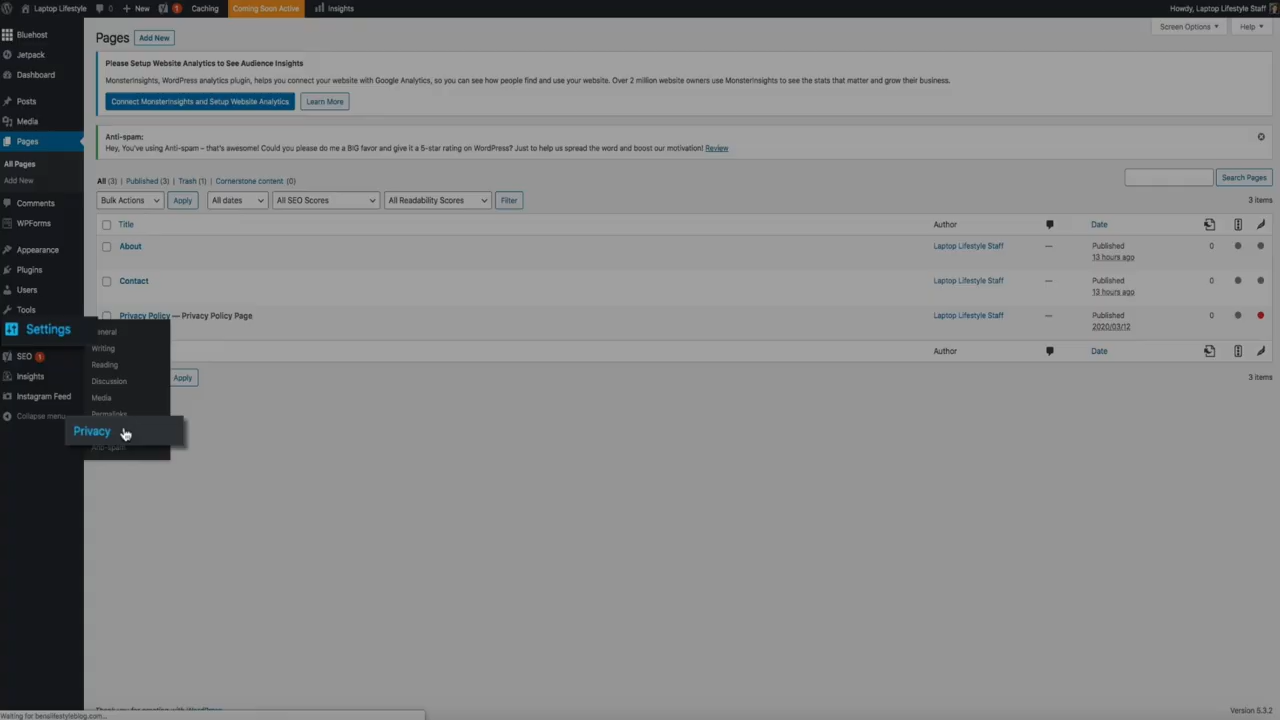 Laptop Lifestyle 0 + New 1 Caching Coming Soon Active Insights Howdy, Laptop Lifestyle Staff
Bluehost
Jetpack
Dashboard
Posts
Media
Pages
All Pages
Add New
Comments
WPForms
Appearance
Plugins
Users
Tools
Settings
SEO 1
Insights
Instagram Feed
Collapse menu
Writing
Reading
Discussion
Media
Permalinks
Privacy
Anti-spam
Pages Add New
Screen Options Help
Please Setup Website Analytics to See Audience Insights
MonsterInsights, WordPress analytics plugin, helps you connect your website with Google Analytics, so you can see how people find and use your website. Over 2 million website owners use MonsterInsights to see the stats that matter and grow their business.
Connect MonsterInsights and Setup Website Analytics Learn More
Anti-spam:
Hey, You've using Anti-spam – that's awesome! Could you please do me a BIG favor and give it a 5-star rating on WordPress? Just to help us spread the word and boost our motivation! Review
All (3) | Published (3) | Trash (1) | Cornerstone content (0)
Search Pages
Bulk Actions Apply All dates All SEO Scores All Readability Scores Filter
3 items
Title Author Date
About Laptop Lifestyle Staff — Published 0
13 hours ago
Contact Laptop Lifestyle Staff — Published 0
13 hours ago
Privacy Policy — Privacy Policy Page Laptop Lifestyle Staff — Published 0
2020/03/12
Author Date
Apply
3 items
Version 5.3.2
Waiting for benslifestyleblog.com...